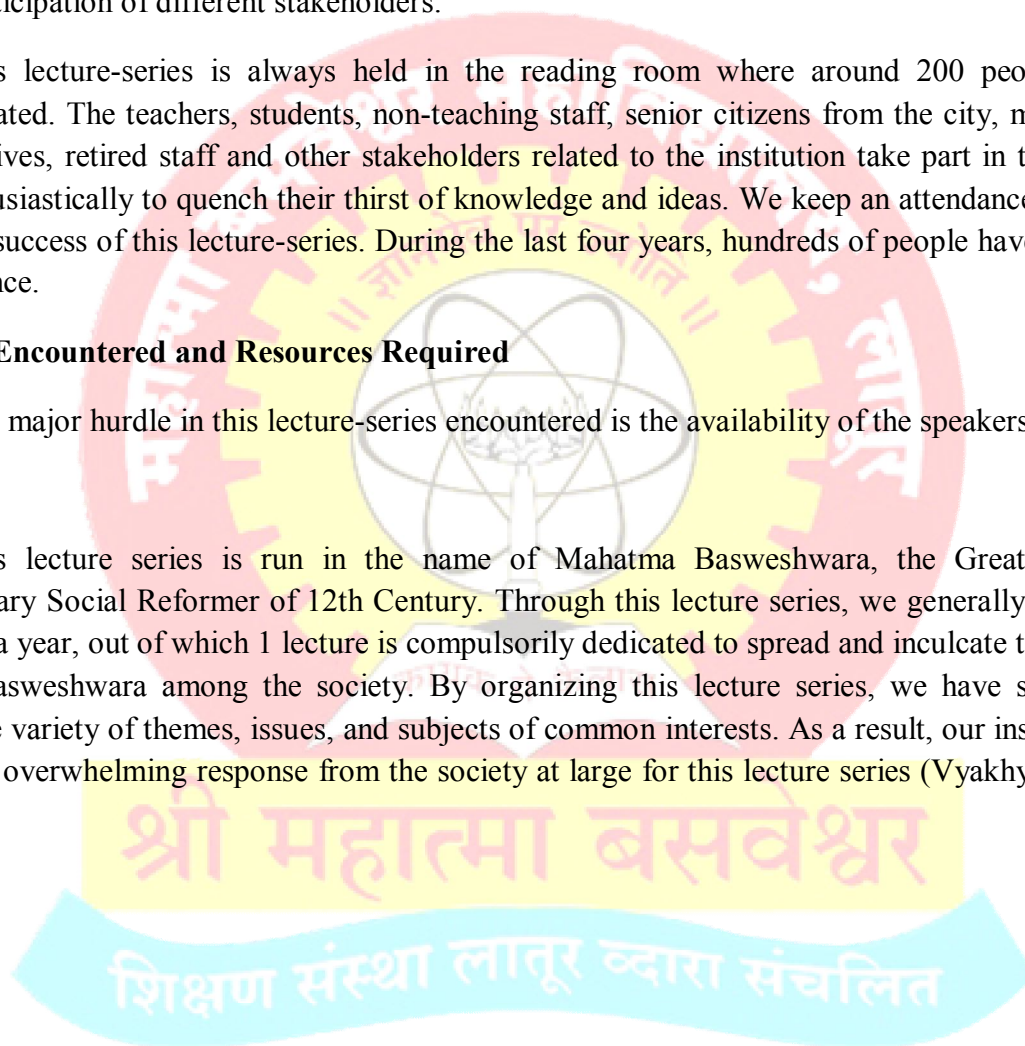 ticipation of different stakeholders.
s lecture-series is always held in the reading room where around 200 peo
ated. The teachers, students, non-teaching staff, senior citizens from the city, m
ives, retired staff and other stakeholders related to the institution take part in t
usiastically to quench their thirst of knowledge and ideas. We keep an attendance
success of this lecture-series. During the last four years, hundreds of people have
nce.
Encountered and Resources Required
major hurdle in this lecture-series encountered is the availability of the speakers
s lecture series is run in the name of Mahatma Basweshwara, the Great
ary Social Reformer of 12th Century. Through this lecture series, we generally
a year, out of which 1 lecture is compulsorily dedicated to spread and inculcate t
asweshwara among the society. By organizing this lecture series, we have s
e variety of themes, issues, and subjects of common interests. As a result, our ins
overwhelming response from the society at large for this lecture series (Vyakhy
महात्मा बसवेश्वर महाविद्यालय, लातूर
श्री महात्मा बसवेश्वर
शिक्षण संस्था लातूर व्दारा संचलित